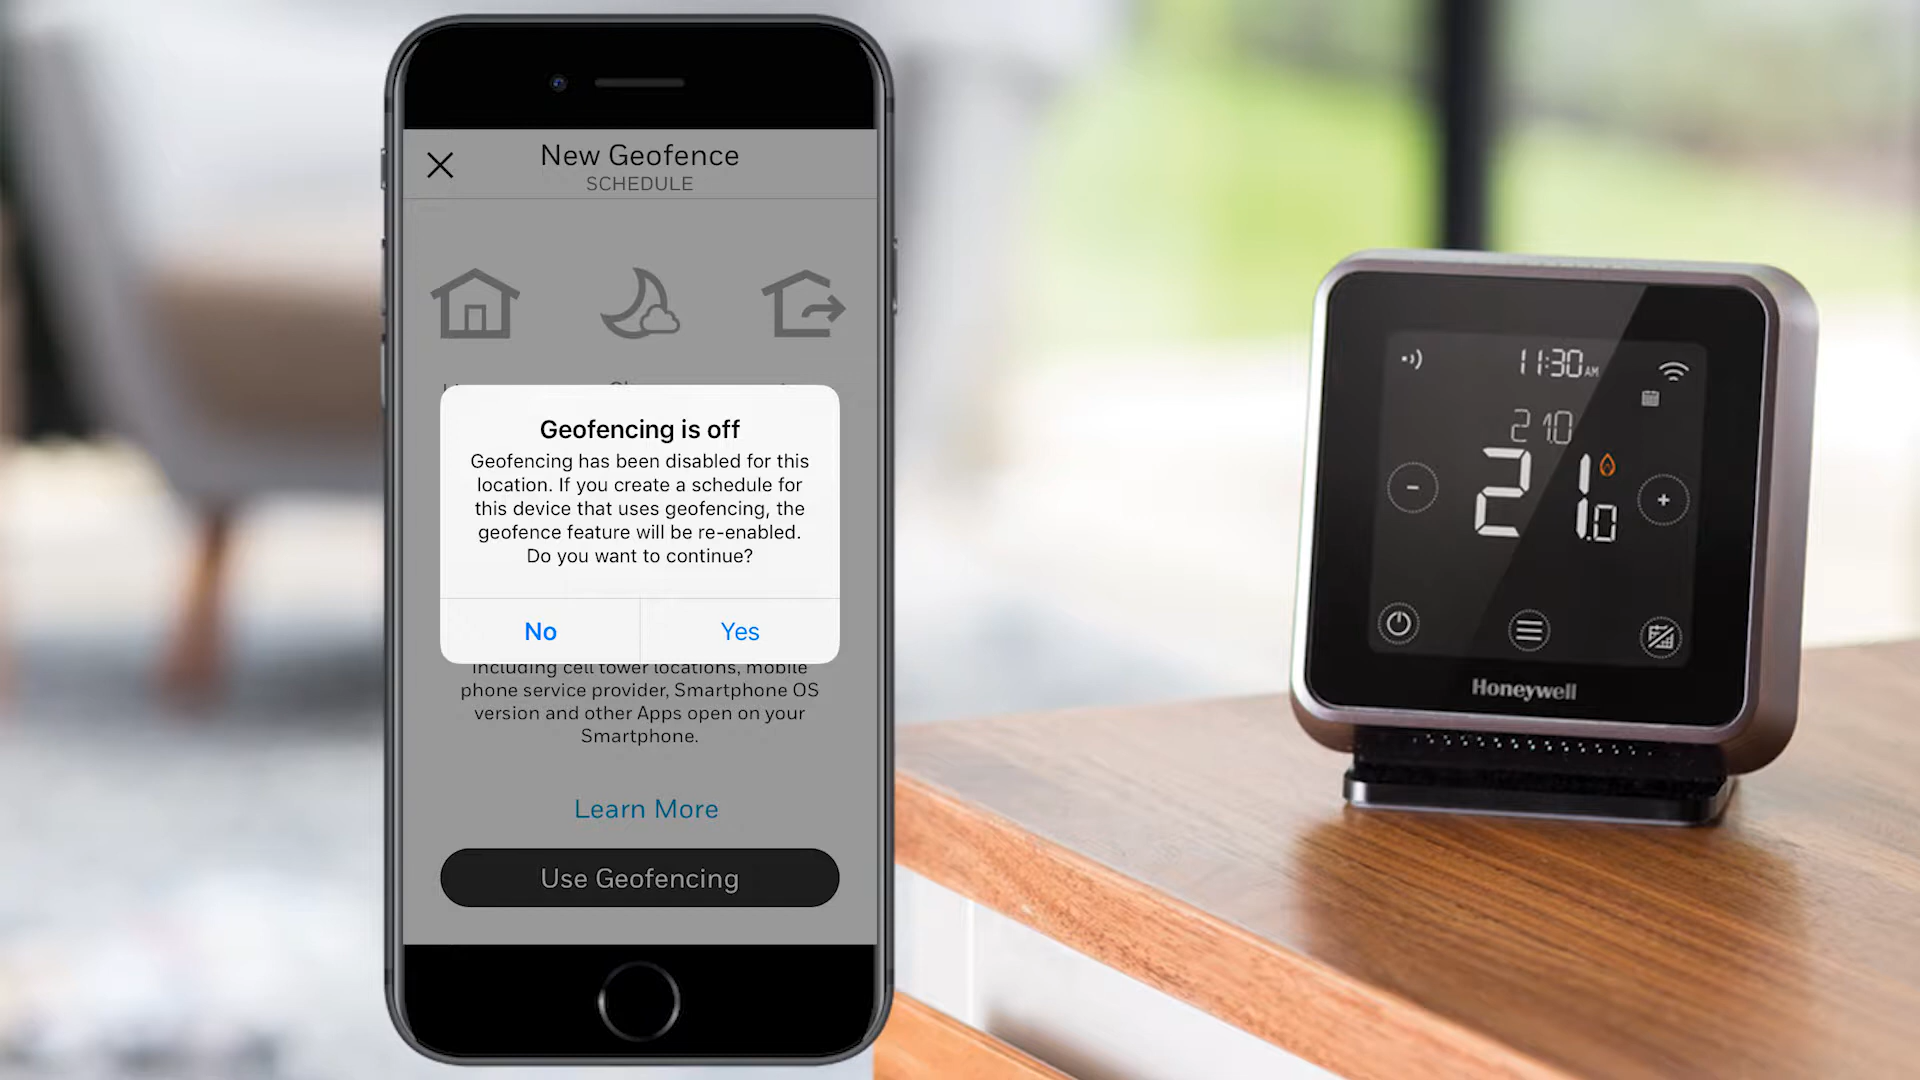 New Geofence
SCHEDULE
Geofencing is off
Geofencing has been disabled for this
location. If you create a schedule for
this device that uses geofencing, the
geofence feature will be re-enabled.
Do you want to continue?
No
Yes
including cell tower locations, mobile
phone service provider, Smartphone OS
version and other Apps open on your
Smartphone.
Learn More
Use Geofencing
11:30 AM
21.0
21.0
Honeywell